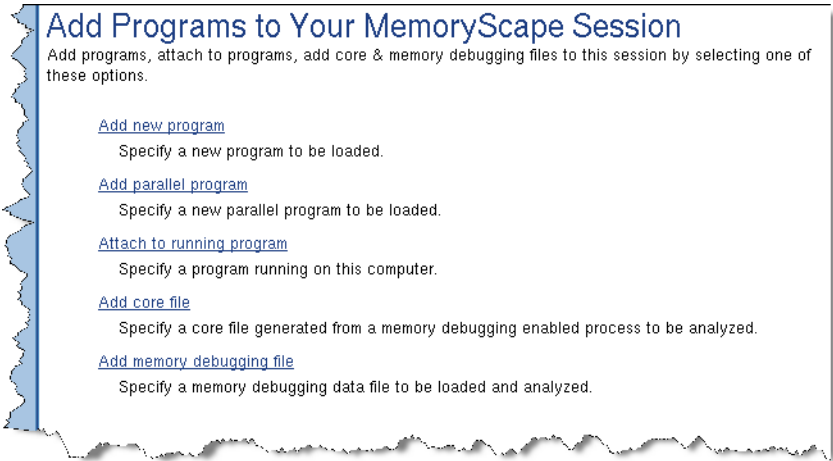 Add Programs to Your MemoryScape Session
Add programs, attach to programs, add core & memory debugging files to this session by selecting one of
these options.
Add new program
Specify a new program to be loaded.
Add parallel program
Specify a new parallel program to be loaded.
Attach to running program
Specify a program running on this computer.
Add core file
Specify a core file generated from a memory debugging enabled process to be analyzed.
Add memory debugging file
Specify a memory debugging data file to be loaded and analyzed.